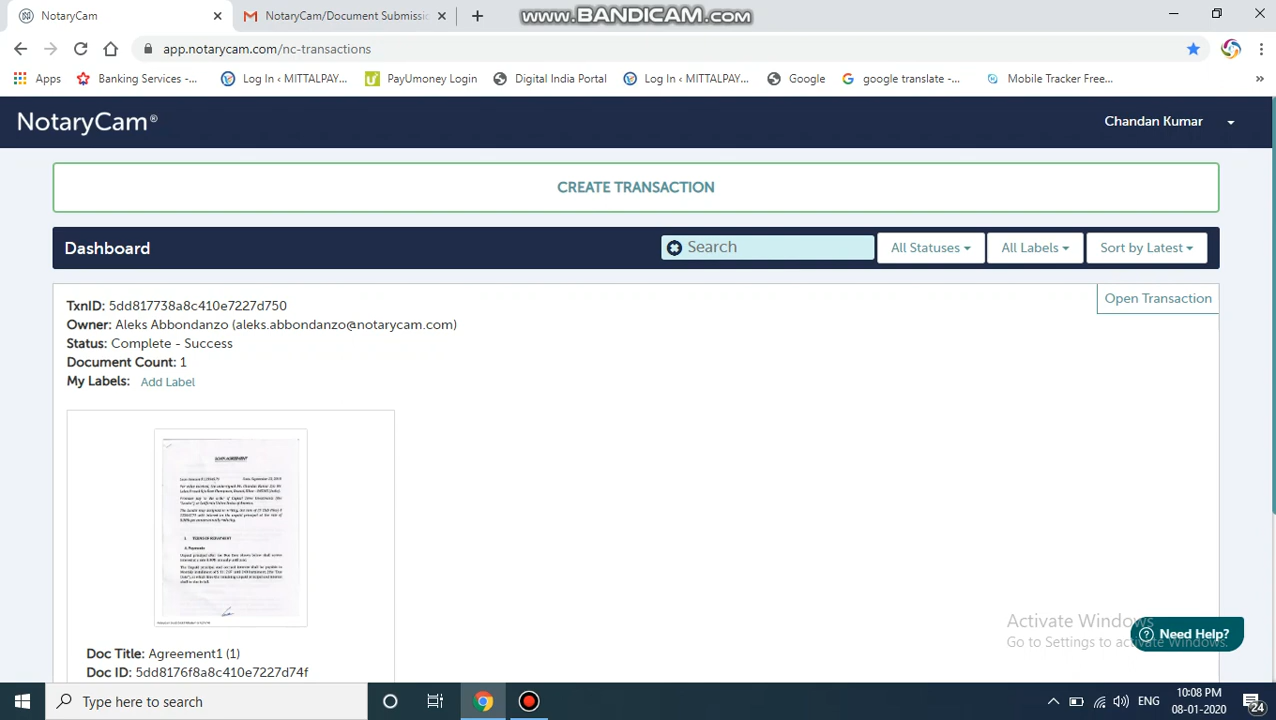 NotaryCam
NotaryCam/Document Submissi
www.BANDICAM.com
app.notarycam.com/nc-transactions
Apps
Banking Services -...
Log In ‹ MITTALPAY...
PayUmoney Login
Digital India Portal
Log In ‹ MITTALPAY...
Google
google translate -...
Mobile Tracker Free...
»
NotaryCam®
Chandan Kumar
CREATE TRANSACTION
Dashboard
Search
All Statuses
All Labels
Sort by Latest
TxnID: 5dd817738a8c410e7227d750
Open Transaction
Owner: Aleks Abbondanzo (aleks.abbondanzo@notarycam.com)
Status: Complete - Success
Document Count: 1
My Labels: Add Label
LOAN AGREEMENT
Doc Title: Agreement1 (1)
Doc ID: 5dd8176f8a8c410e7227d74f
Activate Windows
Go to Settings to activate Windows.
Need Help?
Type here to search
ENG
10:08 PM
08-01-2020
24